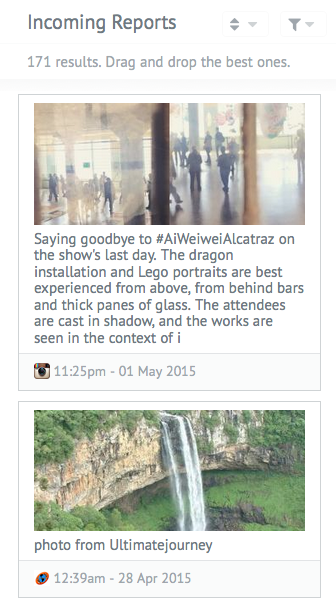 Incoming Reports
171 results. Drag and drop the best ones.
Saying goodbye to #AiWeiweiAlcatraz on
the show's last day. The dragon
installation and Lego portraits are best
experienced from above, from behind bars
and thick panes of glass. The attendees
are cast in shadow, and the works are
seen in the context of i
11:25pm - 01 May 2015
photo from Ultimatejourney
12:39am - 28 Apr 2015